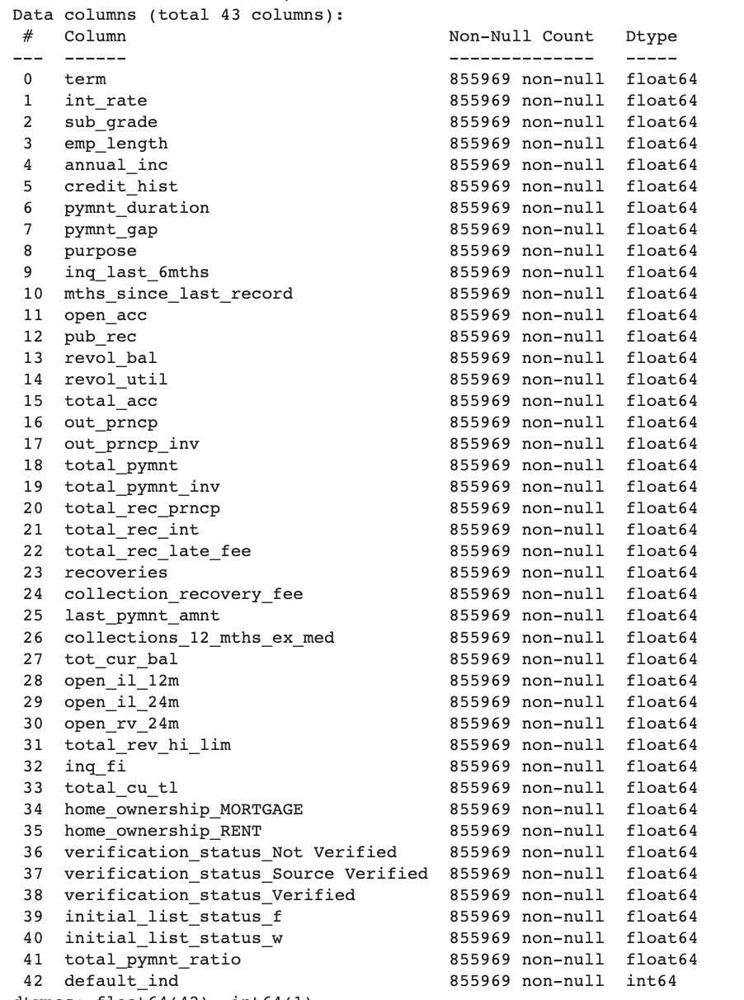 Data columns (total 43 columns):
 #   Column                               Non-Null Count   Dtype
---  ------                               --------------   -----
 0   term                                 855969 non-null  float64
 1   int_rate                             855969 non-null  float64
 2   sub_grade                            855969 non-null  float64
 3   emp_length                           855969 non-null  float64
 4   annual_inc                           855969 non-null  float64
 5   credit_hist                          855969 non-null  float64
 6   pymnt_duration                       855969 non-null  float64
 7   pymnt_gap                            855969 non-null  float64
 8   purpose                              855969 non-null  float64
 9   inq_last_6mths                       855969 non-null  float64
 10  mths_since_last_record               855969 non-null  float64
 11  open_acc                             855969 non-null  float64
 12  pub_rec                              855969 non-null  float64
 13  revol_bal                            855969 non-null  float64
 14  revol_util                           855969 non-null  float64
 15  total_acc                            855969 non-null  float64
 16  out_prncp                            855969 non-null  float64
 17  out_prncp_inv                        855969 non-null  float64
 18  total_pymnt                          855969 non-null  float64
 19  total_pymnt_inv                      855969 non-null  float64
 20  total_rec_prncp                      855969 non-null  float64
 21  total_rec_int                        855969 non-null  float64
 22  total_rec_late_fee                   855969 non-null  float64
 23  recoveries                           855969 non-null  float64
 24  collection_recovery_fee              855969 non-null  float64
 25  last_pymnt_amnt                      855969 non-null  float64
 26  collections_12_mths_ex_med           855969 non-null  float64
 27  tot_cur_bal                          855969 non-null  float64
 28  open_il_12m                          855969 non-null  float64
 29  open_il_24m                          855969 non-null  float64
 30  open_rv_24m                          855969 non-null  float64
 31  total_rev_hi_lim                     855969 non-null  float64
 32  inq_fi                               855969 non-null  float64
 33  total_cu_tl                          855969 non-null  float64
 34  home_ownership_MORTGAGE              855969 non-null  float64
 35  home_ownership_RENT                  855969 non-null  float64
 36  verification_status_Not Verified     855969 non-null  float64
 37  verification_status_Source Verified  855969 non-null  float64
 38  verification_status_Verified         855969 non-null  float64
 39  initial_list_status_f                855969 non-null  float64
 40  initial_list_status_w                855969 non-null  float64
 41  total_pymnt_ratio                    855969 non-null  float64
 42  default_ind                          855969 non-null  int64
dtypes: float64(42), int64(1)